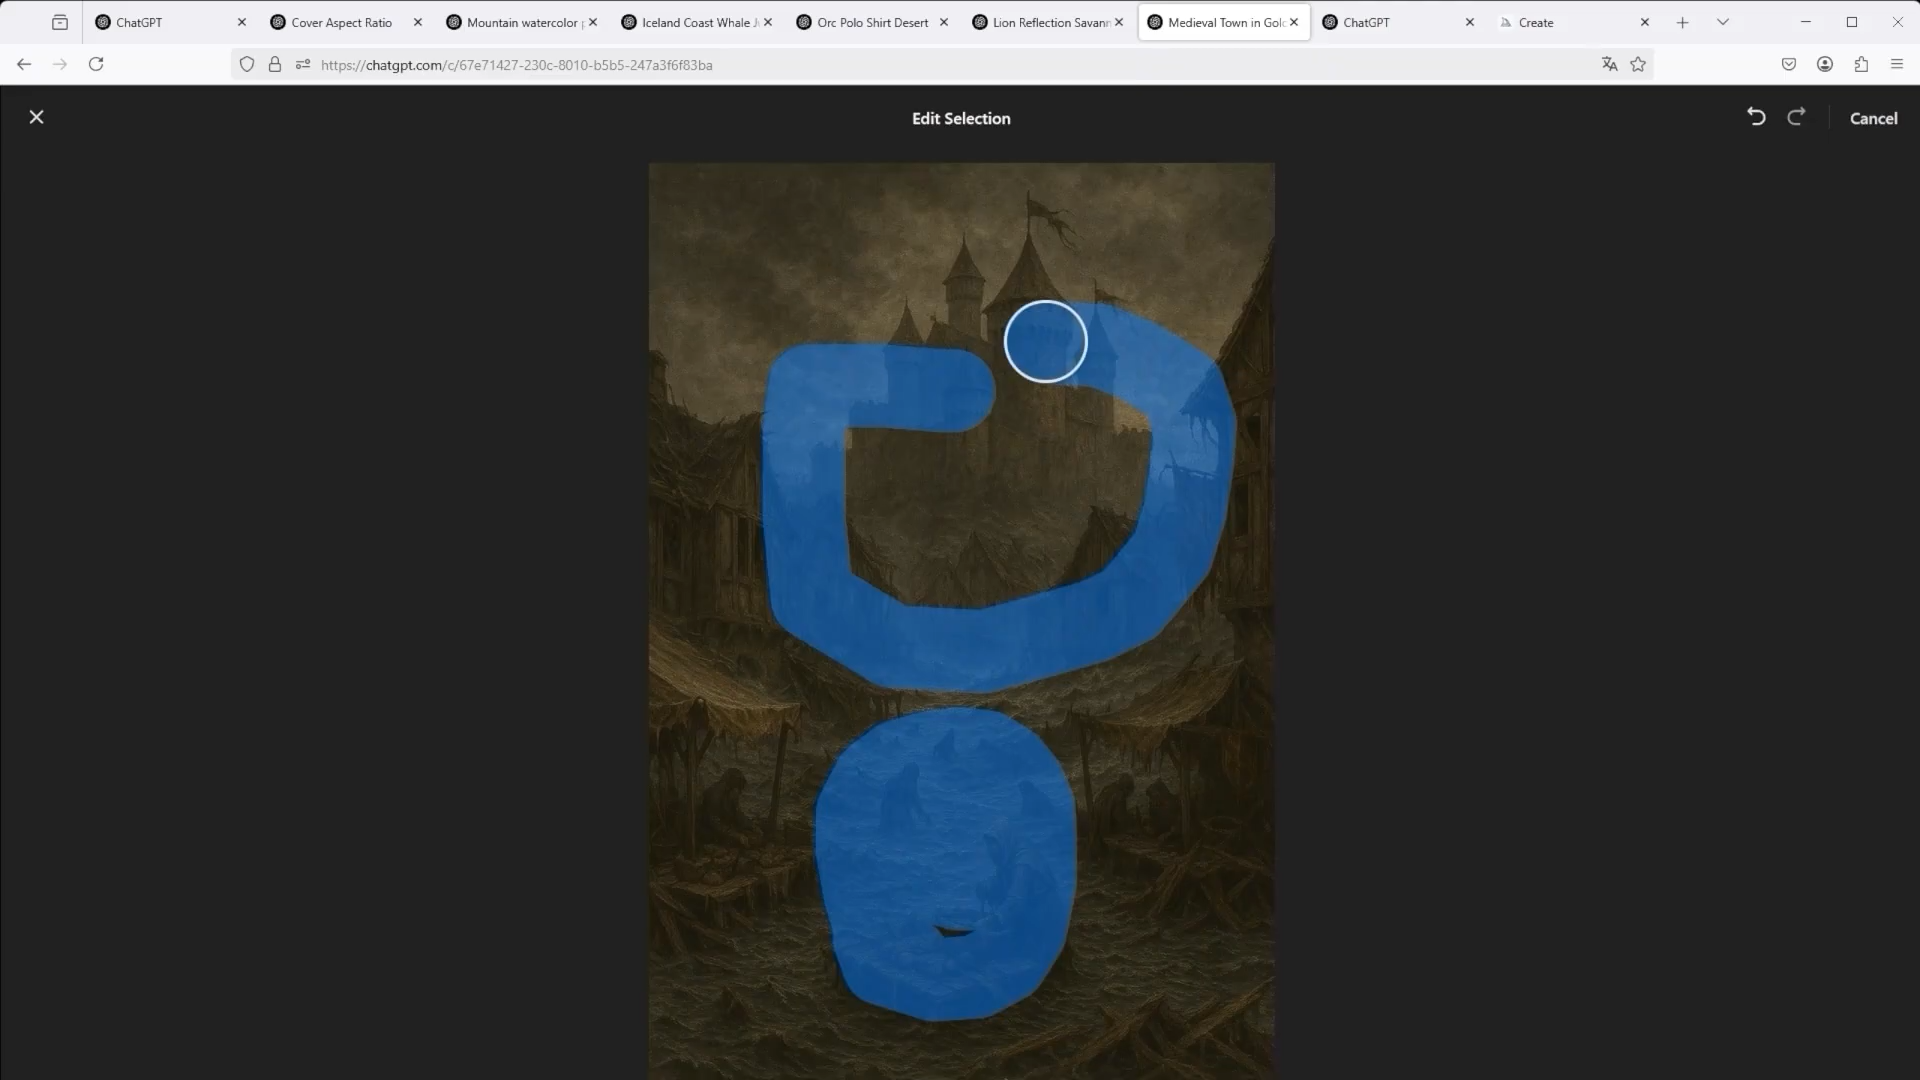 ChatGPT
Cover Aspect Ratio
Mountain watercolor p
Iceland Coast Whale J
Orc Polo Shirt Desert
Lion Reflection Savann
Medieval Town in Gol
ChatGPT
Create
https://chatgpt.com/c/67e71427-230c-8010-b5b5-247a3f6f83ba
Edit Selection
Cancel